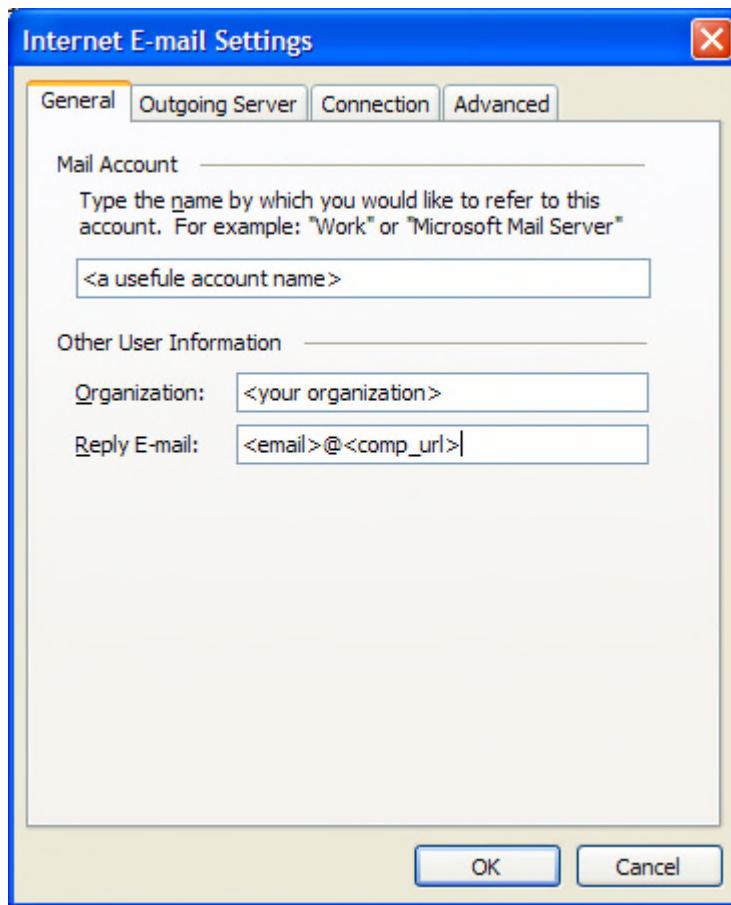 Internet E-mail Settings
General Outgoing Server Connection Advanced
Mail Account
Type the name by which you would like to refer to this
account. For example: "Work" or "Microsoft Mail Server"
<a usefule account name>
Other User Information
Organization: <your organization>
Reply E-mail: <email>@<comp_url>
OK Cancel